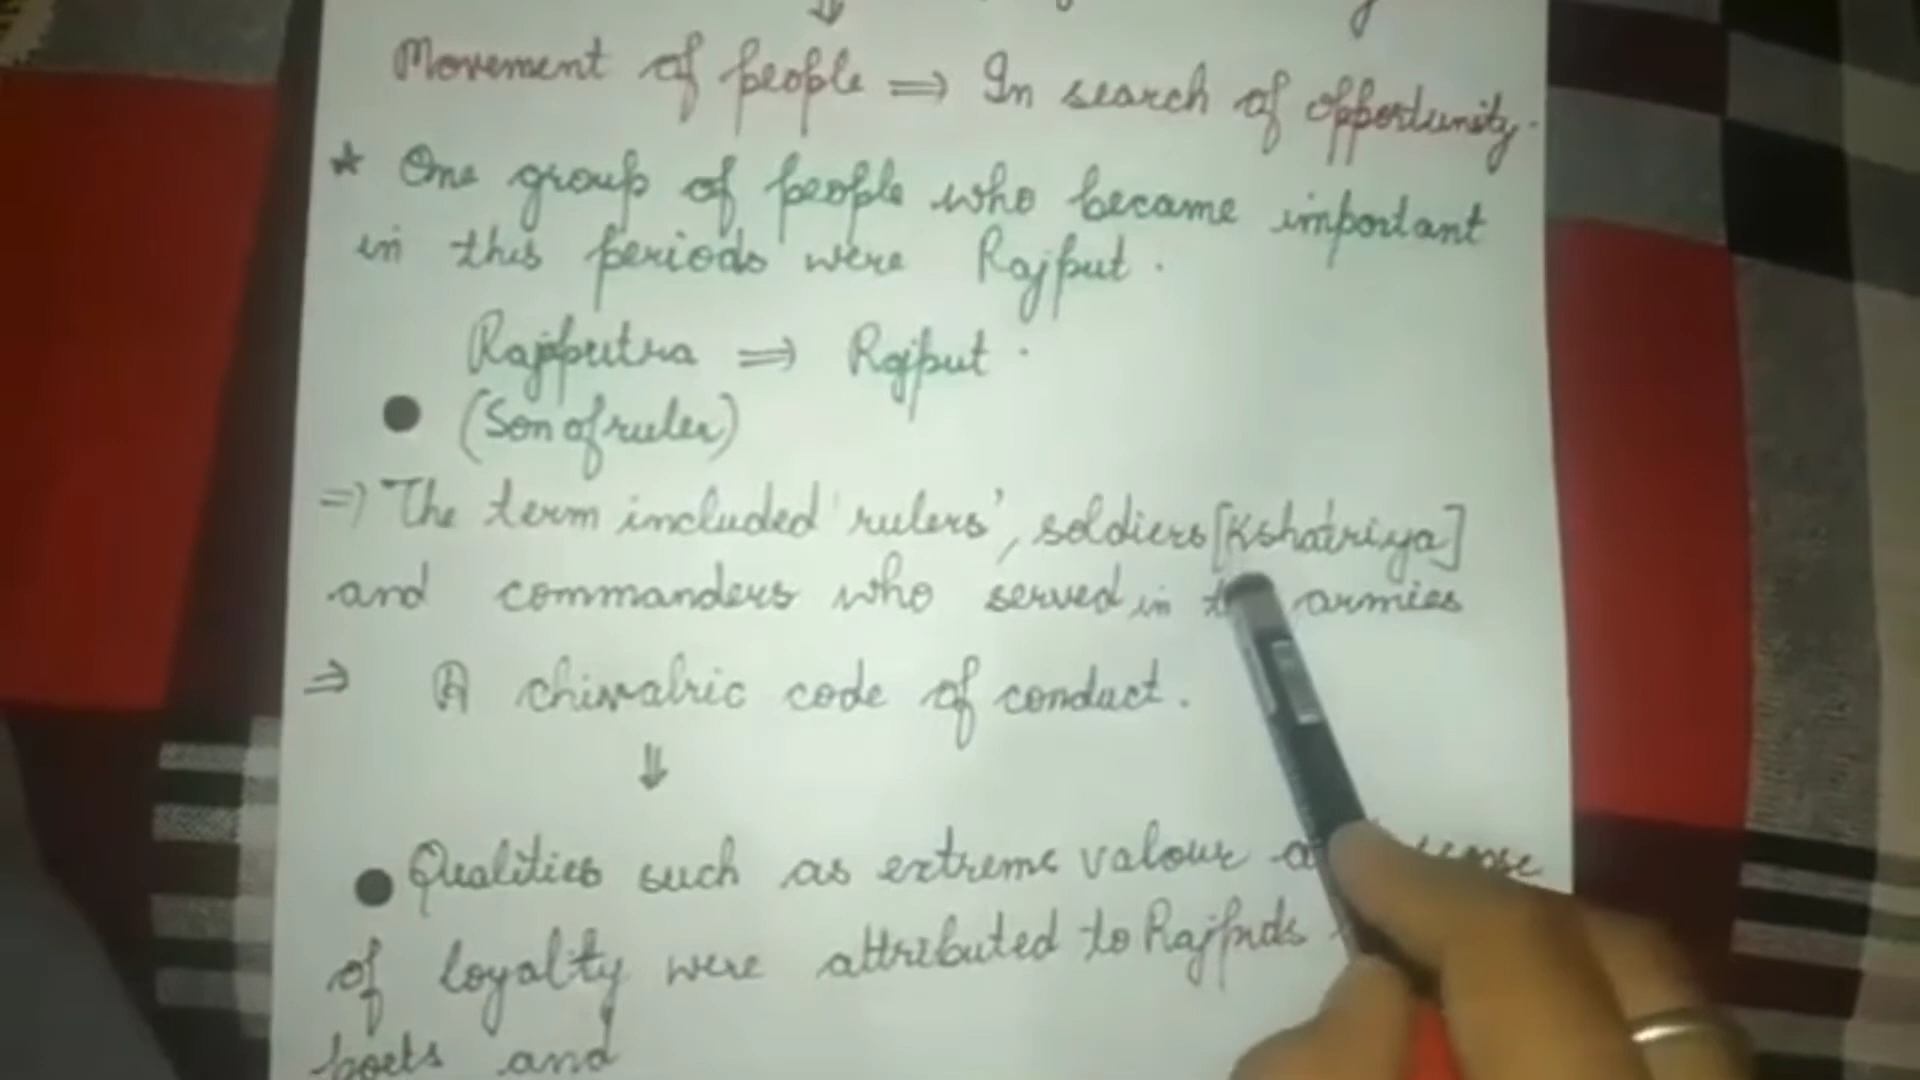 Movement of people ⇒ In search of opportunity.
* One group of people who became important
in this periods were Rajput.
Rajputra ⇒ Rajput.
● (Son of ruler)
⇒ The term included 'rulers', soldiers [Kshatriya]
and commanders who served in armies
⇒ A chivalric code of conduct.
⇓
● Qualities such as extreme valour
of loyalty were attributed to Rajputs
poets and